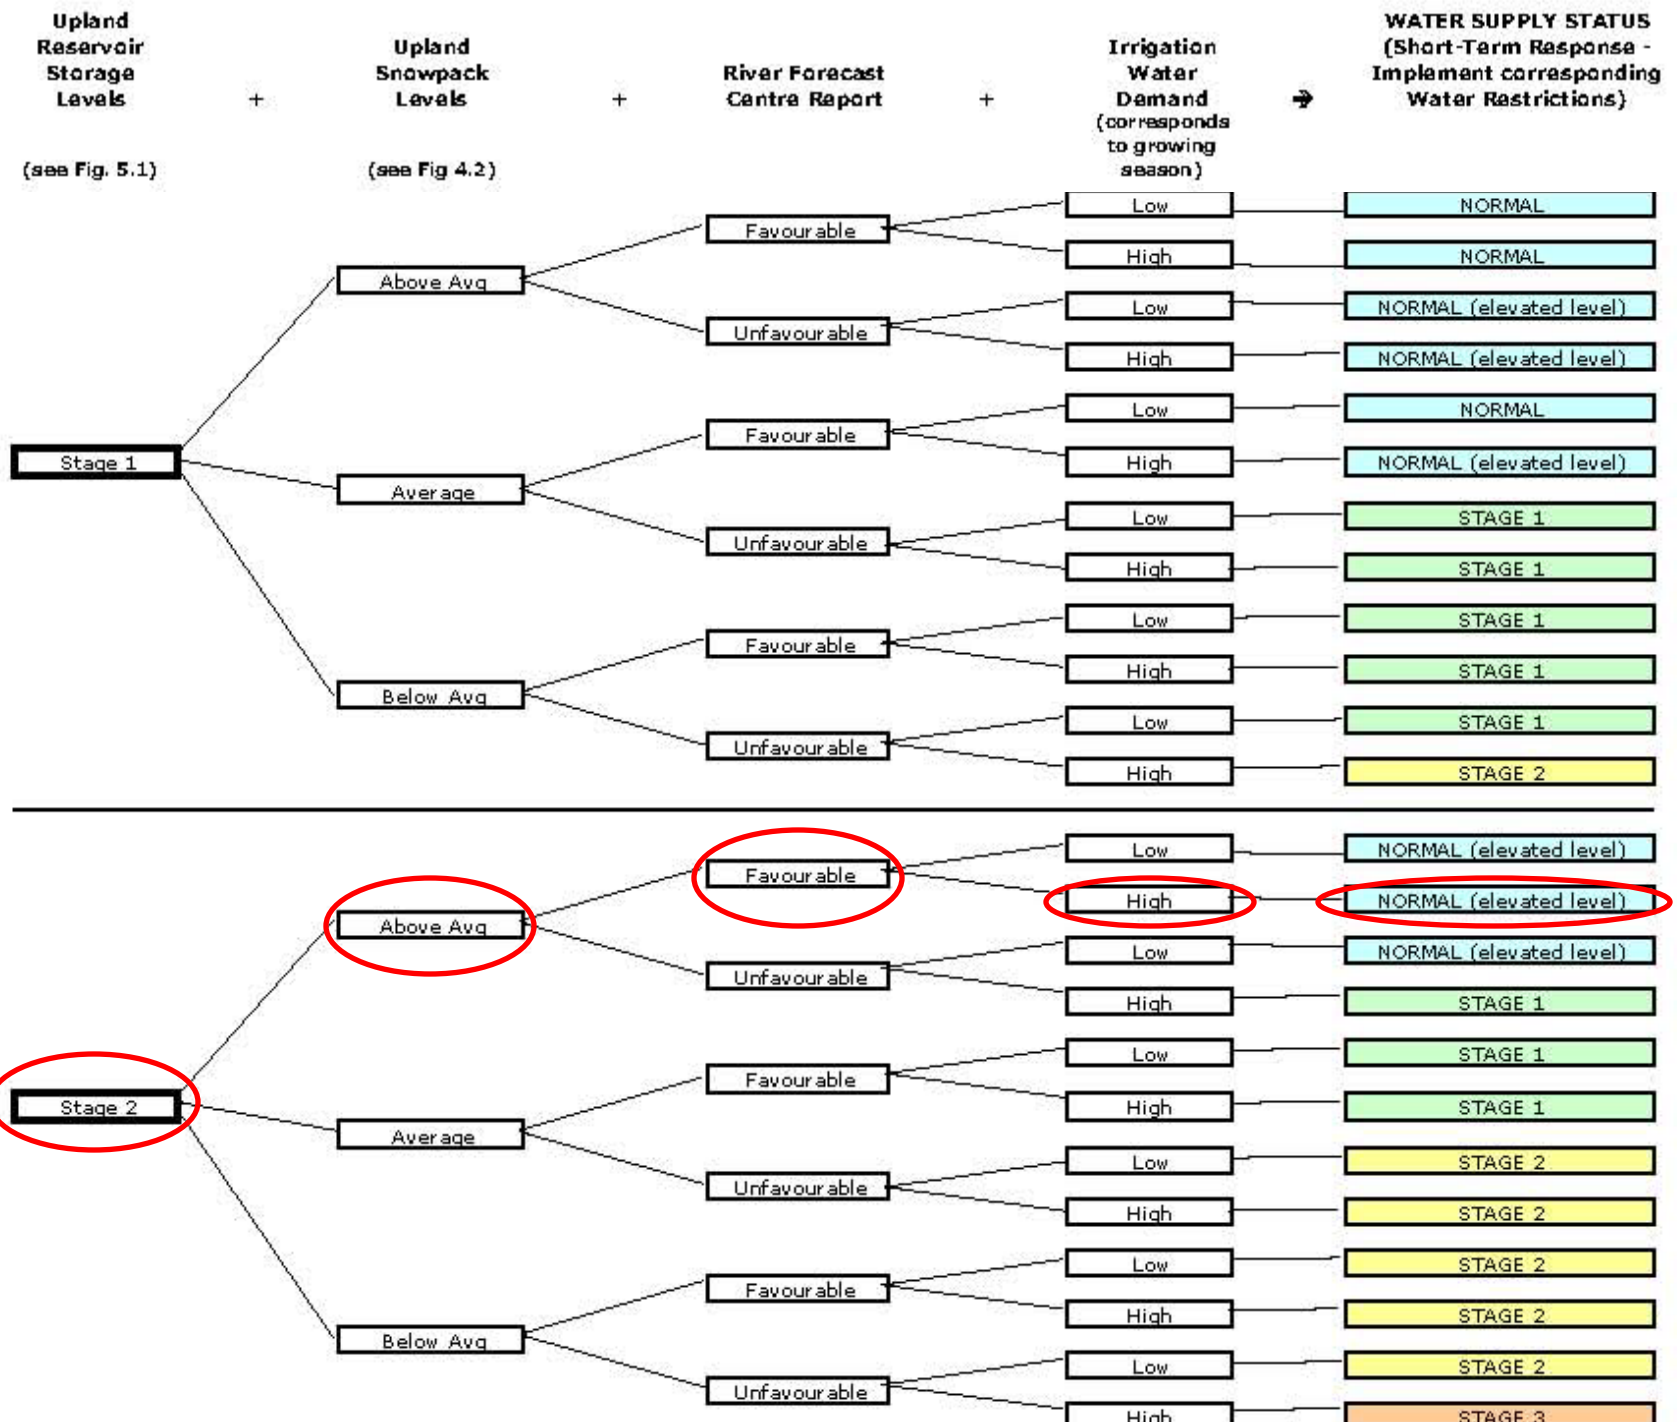 Upland
Reservoir
Storage
Levels
(see Fig. 5.1)
+
Upland
Snowpack
Levels
(see Fig 4.2)
+
River Forecast
Centre Report
+
Irrigation
Water
Demand
(corresponds
to growing
season)
➔
WATER SUPPLY STATUS
(Short-Term Response -
Implement corresponding
Water Restrictions)
Stage 1
Above Avg
Favourable
Low
NORMAL
High
NORMAL
Unfavourable
Low
NORMAL (elevated level)
High
NORMAL (elevated level)
Average
Favourable
Low
NORMAL
High
NORMAL (elevated level)
Unfavourable
Low
STAGE 1
High
STAGE 1
Below Avg
Favourable
Low
STAGE 1
High
STAGE 1
Unfavourable
Low
STAGE 1
High
STAGE 2
Stage 2
Above Avg
Favourable
Low
NORMAL (elevated level)
High
NORMAL (elevated level)
Unfavourable
Low
NORMAL (elevated level)
High
STAGE 1
Average
Favourable
Low
STAGE 1
High
STAGE 1
Unfavourable
Low
STAGE 2
High
STAGE 2
Below Avg
Favourable
Low
STAGE 2
High
STAGE 2
Unfavourable
Low
STAGE 2
High
STAGE 3